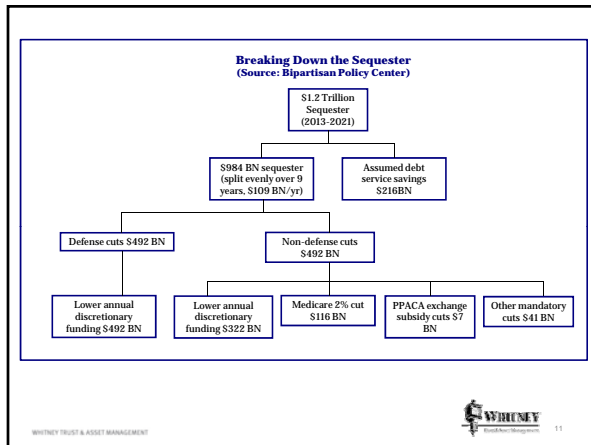 Breaking Down the Sequester
(Source: Bipartisan Policy Center)
$1.2 Trillion
Sequester
(2013-2021)
$984 BN sequester
(split evenly over 9
years, $109 BN/yr)
Assumed debt
service savings
$216BN
Defense cuts $492 BN
Non-defense cuts
$492 BN
Lower annual
discretionary
funding $492 BN
Lower annual
discretionary
funding $322 BN
Medicare 2% cut
$116 BN
PPACA exchange
subsidy cuts $7
BN
Other mandatory
cuts $41 BN
WHITNEY TRUST & ASSET MANAGEMENT
WHITNEY
11